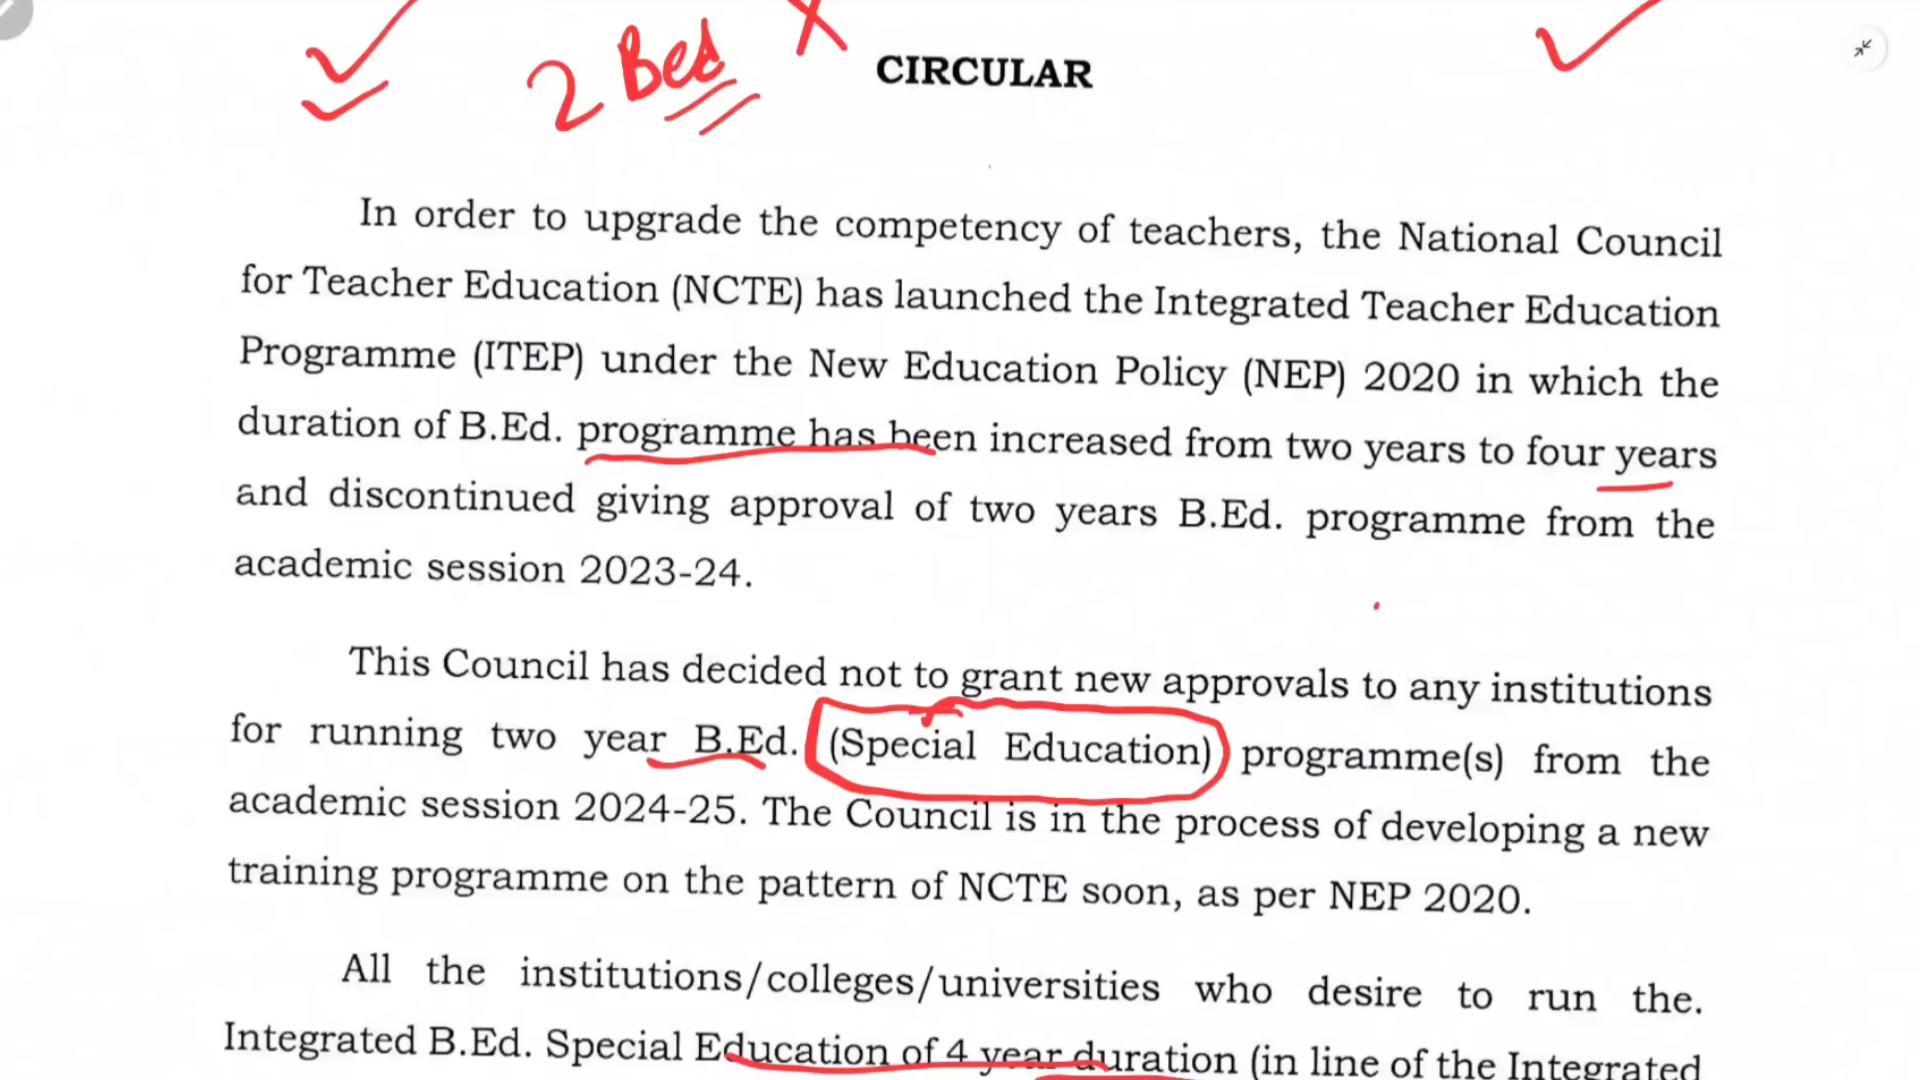 2 Bed X
CIRCULAR
In order to upgrade the competency of teachers, the National Council
for Teacher Education (NCTE) has launched the Integrated Teacher Education
Programme (ITEP) under the New Education Policy (NEP) 2020 in which the
duration of B.Ed. programme has been increased from two years to four years
and discontinued giving approval of two years B.Ed. programme from the
academic session 2023-24.
This Council has decided not to grant new approvals to any institutions
for running two year B.Ed. (Special Education) programme(s) from the
academic session 2024-25. The Council is in the process of developing a new
training programme on the pattern of NCTE soon, as per NEP 2020.
All the institutions/colleges/universities who desire to run the.
Integrated B.Ed. Special Education of 4 year duration (in line of the Integrated